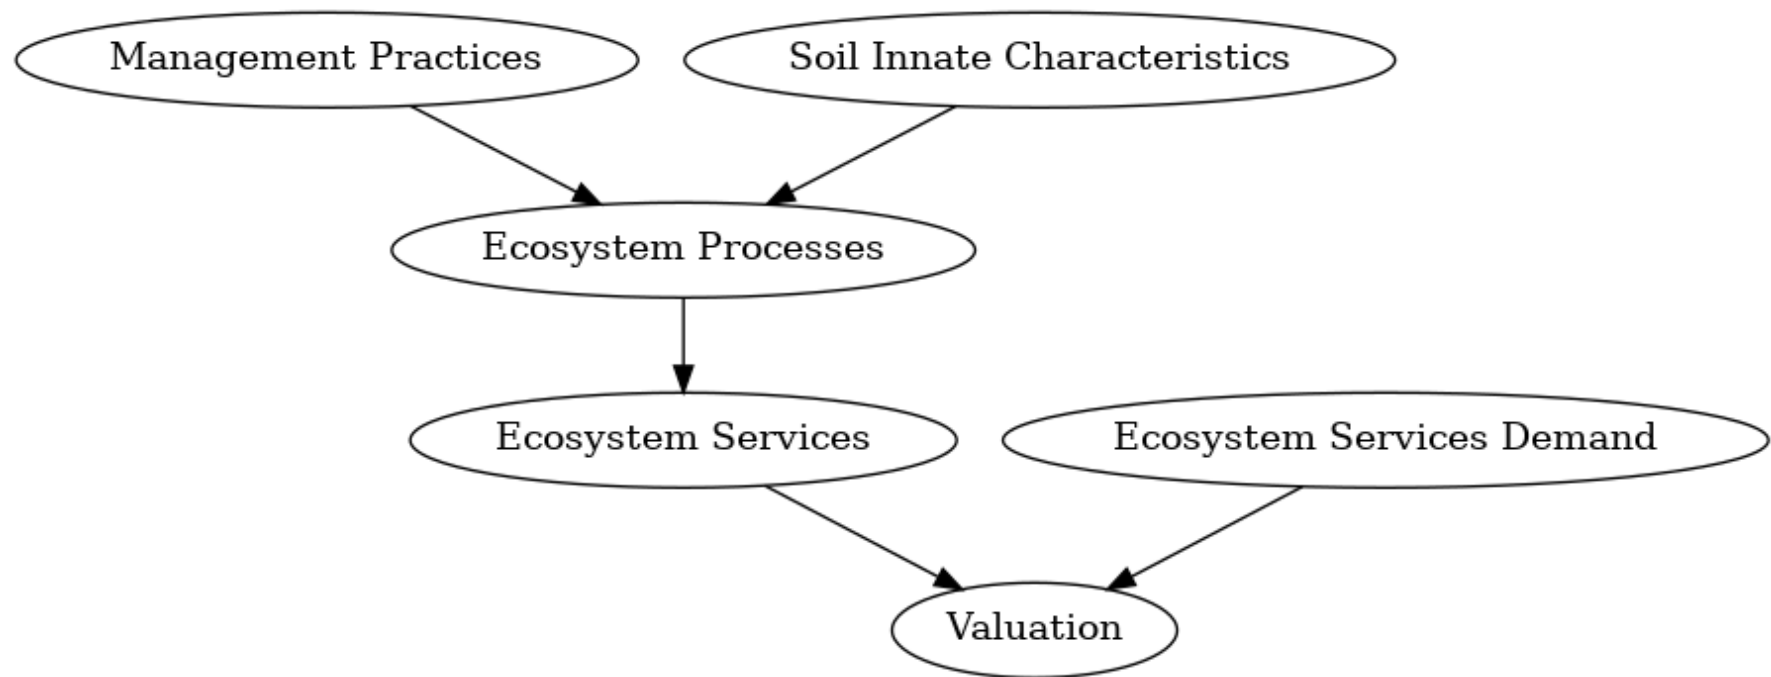 Management Practices
Soil Innate Characteristics
Ecosystem Processes
Ecosystem Services
Ecosystem Services Demand
Valuation